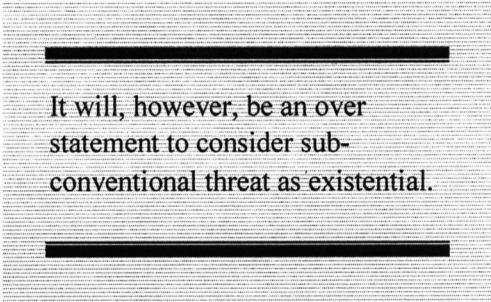 It will, however, be an over
statement to consider sub-
conventional threat as existential.